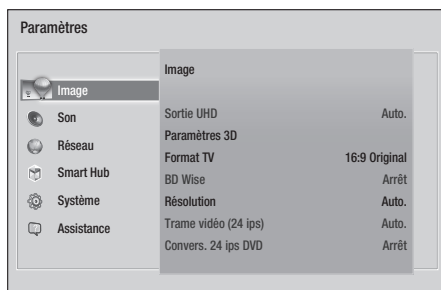 Paramètres
Image
Son
Réseau
Smart Hub
Système
Assistance
Image
Sortie UHD Auto.
Paramètres 3D
Format TV 16:9 Original
BD Wise Arrêt
Résolution Auto.
Trame vidéo (24 ips) Auto.
Convers. 24 ips DVD Arrêt